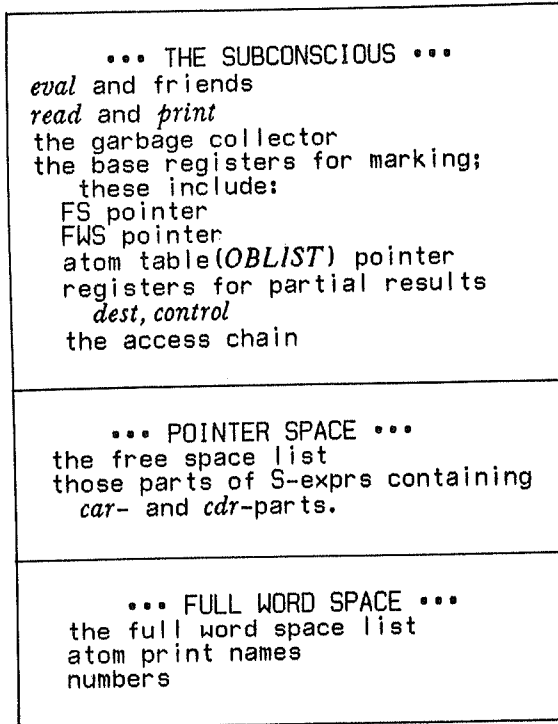 ••• THE SUBCONSCIOUS •••
eval and friends
read and print
the garbage collector
the base registers for marking;
these include:
FS pointer
FWS pointer
atom table(OBLIST) pointer
registers for partial results
dest, control
the access chain
••• POINTER SPACE •••
the free space list
those parts of S-exprs containing
car- and cdr-parts.
••• FULL WORD SPACE •••
the full word space list
atom print names
numbers